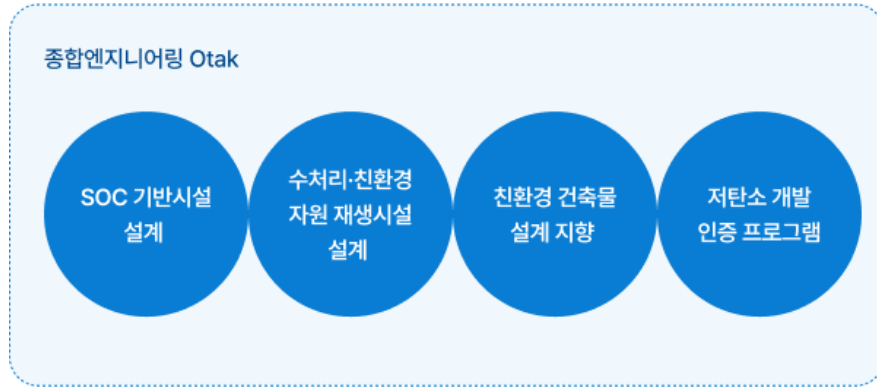 종합엔지니어링 Otak
SOC 기반시설
설계
수처리·친환경
자원 재생시설
설계
친환경 건축물
설계 지향
저탄소 개발
인증 프로그램